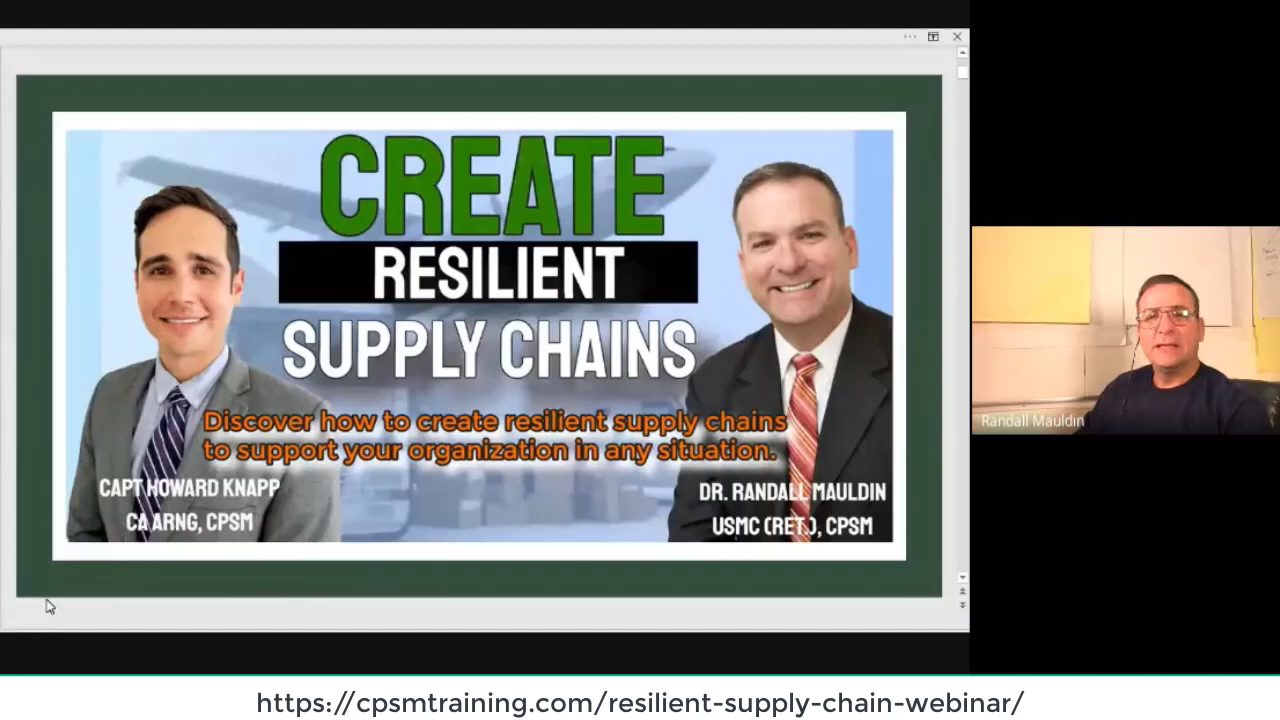 CREATE
RESILIENT
SUPPLY CHAINS
Discover how to create resilient supply chains
to support your organization in any situation.
CAPT HOWARD KNAPP
CA ARNG, CPSM
DR. RANDALL MAULDIN
USMC (RET.), CPSM
Randall Mauldin
https://cpsmtraining.com/resilient-supply-chain-webinar/